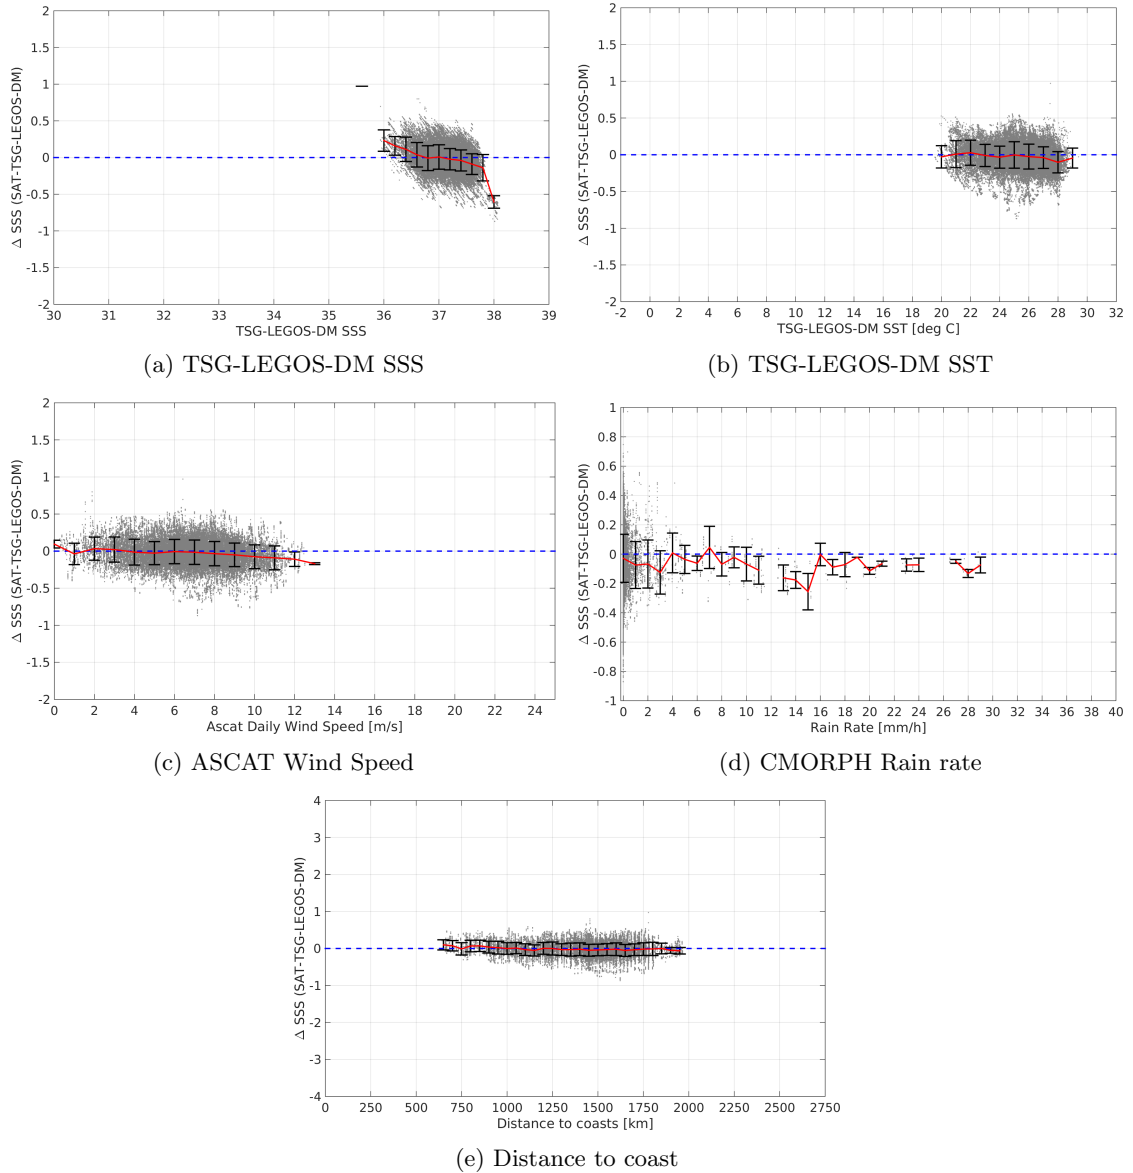 2
1.5
1
0.5
0
-0.5
-1
-1.5
-2
30 31 32 33 34 35 36 37 38 39
TSG-LEGOS-DM SSS
Δ SSS (SAT-TSG-LEGOS-DM)
(a) TSG-LEGOS-DM SSS
2
1.5
1
0.5
0
-0.5
-1
-1.5
-2
-2 0 2 4 6 8 10 12 14 16 18 20 22 24 26 28 30 32
TSG-LEGOS-DM SST [deg C]
Δ SSS (SAT-TSG-LEGOS-DM)
(b) TSG-LEGOS-DM SST
2
1.5
1
0.5
0
-0.5
-1
-1.5
-2
0 2 4 6 8 10 12 14 16 18 20 22 24
Ascat Daily Wind Speed [m/s]
Δ SSS (SAT-TSG-LEGOS-DM)
(c) ASCAT Wind Speed
1
0.8
0.6
0.4
0.2
0
-0.2
-0.4
-0.6
-0.8
-1
0 2 4 6 8 10 12 14 16 18 20 22 24 26 28 30 32 34 36 38 40
Rain Rate [mm/h]
Δ SSS (SAT-TSG-LEGOS-DM)
(d) CMORPH Rain rate
4
3
2
1
0
-1
-2
-3
-4
0 250 500 750 1000 1250 1500 1750 2000 2250 2500 2750
Distance to coasts [km]
Δ SSS (SAT-TSG-LEGOS-DM)
(e) Distance to coast